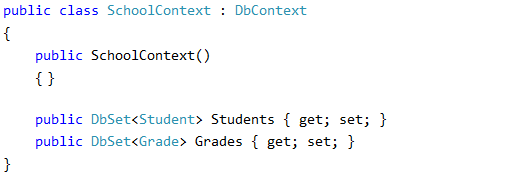 public class SchoolContext : DbContext
{
    public SchoolContext()
    { }

    public DbSet<Student> Students { get; set; }
    public DbSet<Grade> Grades { get; set; }
}